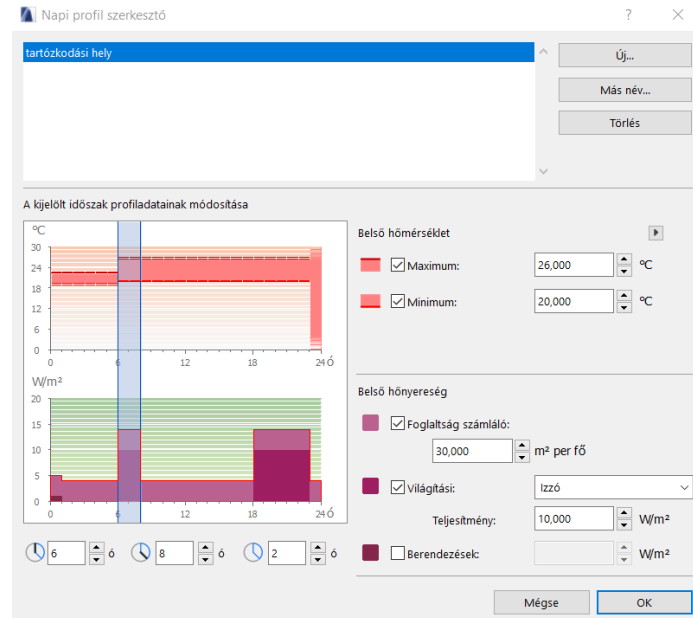 Napi profil szerkesztő
?
tartózkodási hely
Új...
Más név...
Törlés
A kijelölt időszak profiladatainak módosítása
°C
30
24
18
12
6
0
0 6 12 18 24 Ó
W/m²
20
15
10
5
0
0 6 12 18 24 Ó
6 ó 8 ó 2 ó
Belső hőmérséklet
Maximum: 26,000 °C
Minimum: 20,000 °C
Belső hőnyereség
Foglaltság számláló:
30,000 m² per fő
Világítási: Izzó
Teljesítmény: 10,000 W/m²
Berendezések: W/m²
Mégse OK